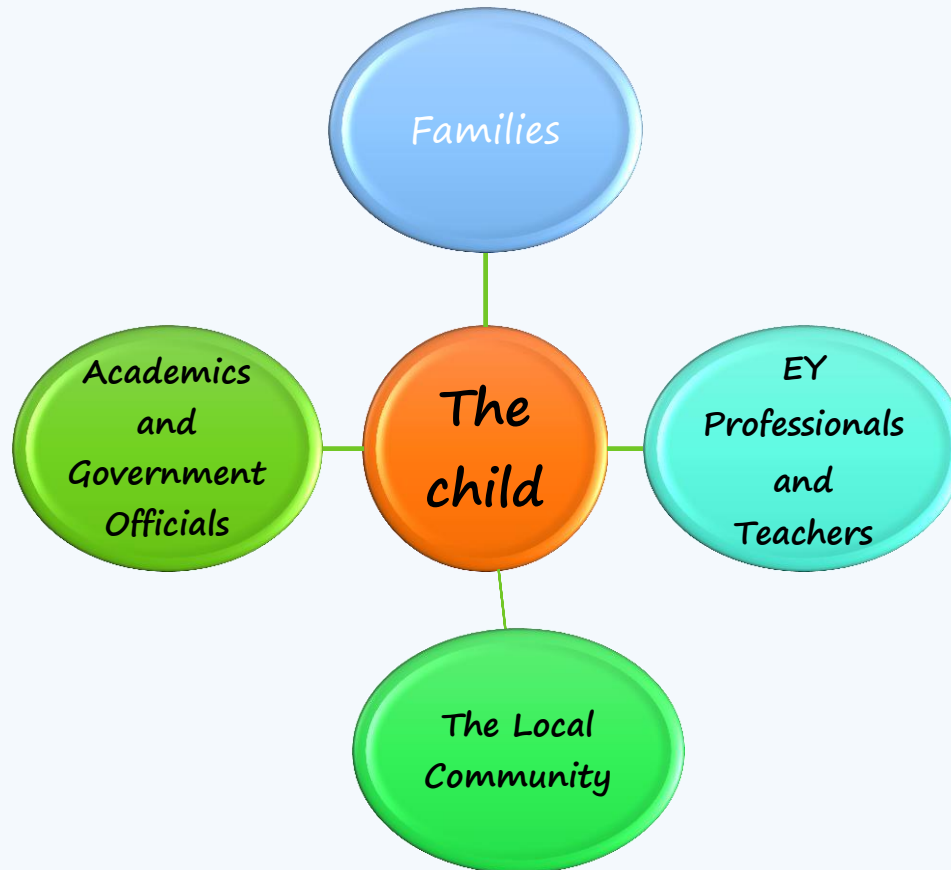 Families
Academics
and
Government
Officials
The
child
EY
Professionals
and
Teachers
The Local
Community